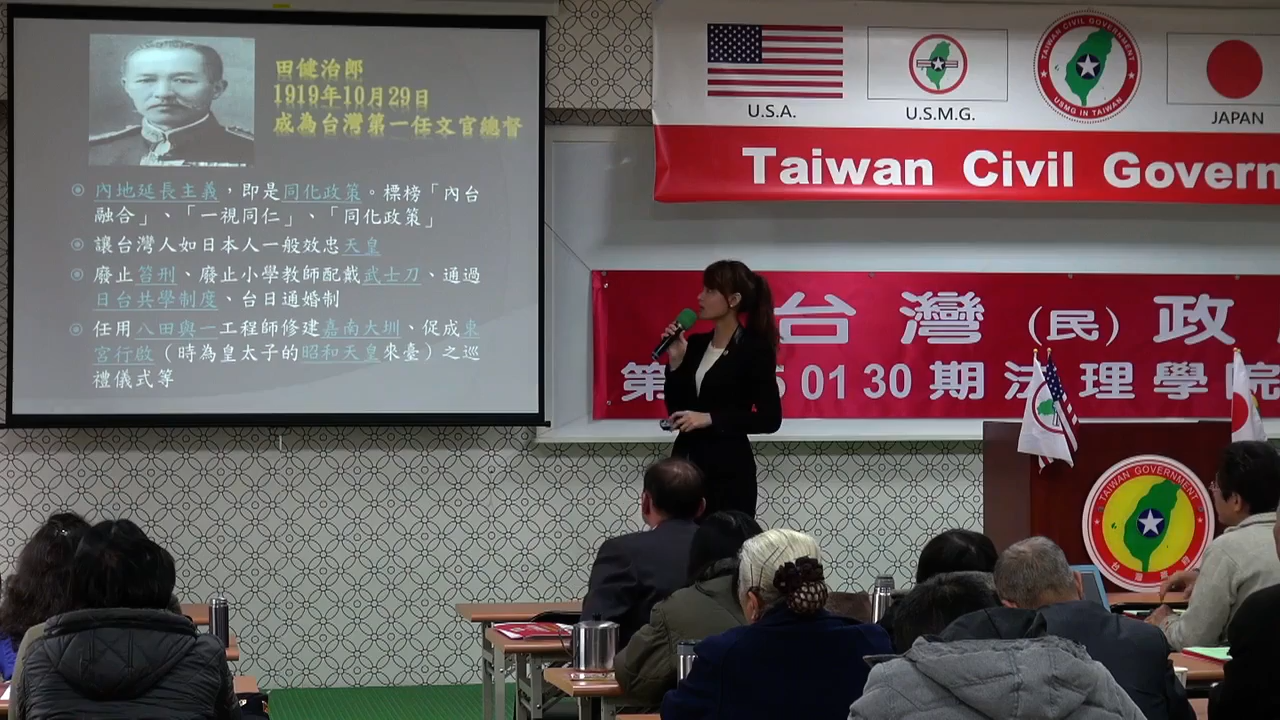 田健治郎
1919年10月29日
成為台灣第一任文官總督
內地延長主義，即是同化政策。標榜「內台
融合」、「一視同仁」、「同化政策」
讓台灣人如日本人一般效忠天皇
廢止笞刑、廢止小學教師配戴武士刀、通過
日台共學制度、台日通婚制
任用八田與一工程師修建嘉南大圳、促成東
宮行啟（時為皇太子的昭和天皇來臺）之巡
禮儀式等
U.S.A.
U.S.M.G.
TAIWAN CIVIL GOVERNMENT
USMG IN TAIWAN
JAPAN
Taiwan Civil Govern
台灣（民）政
第 01 30 期法理學院
TAIWAN GOVERNMENT